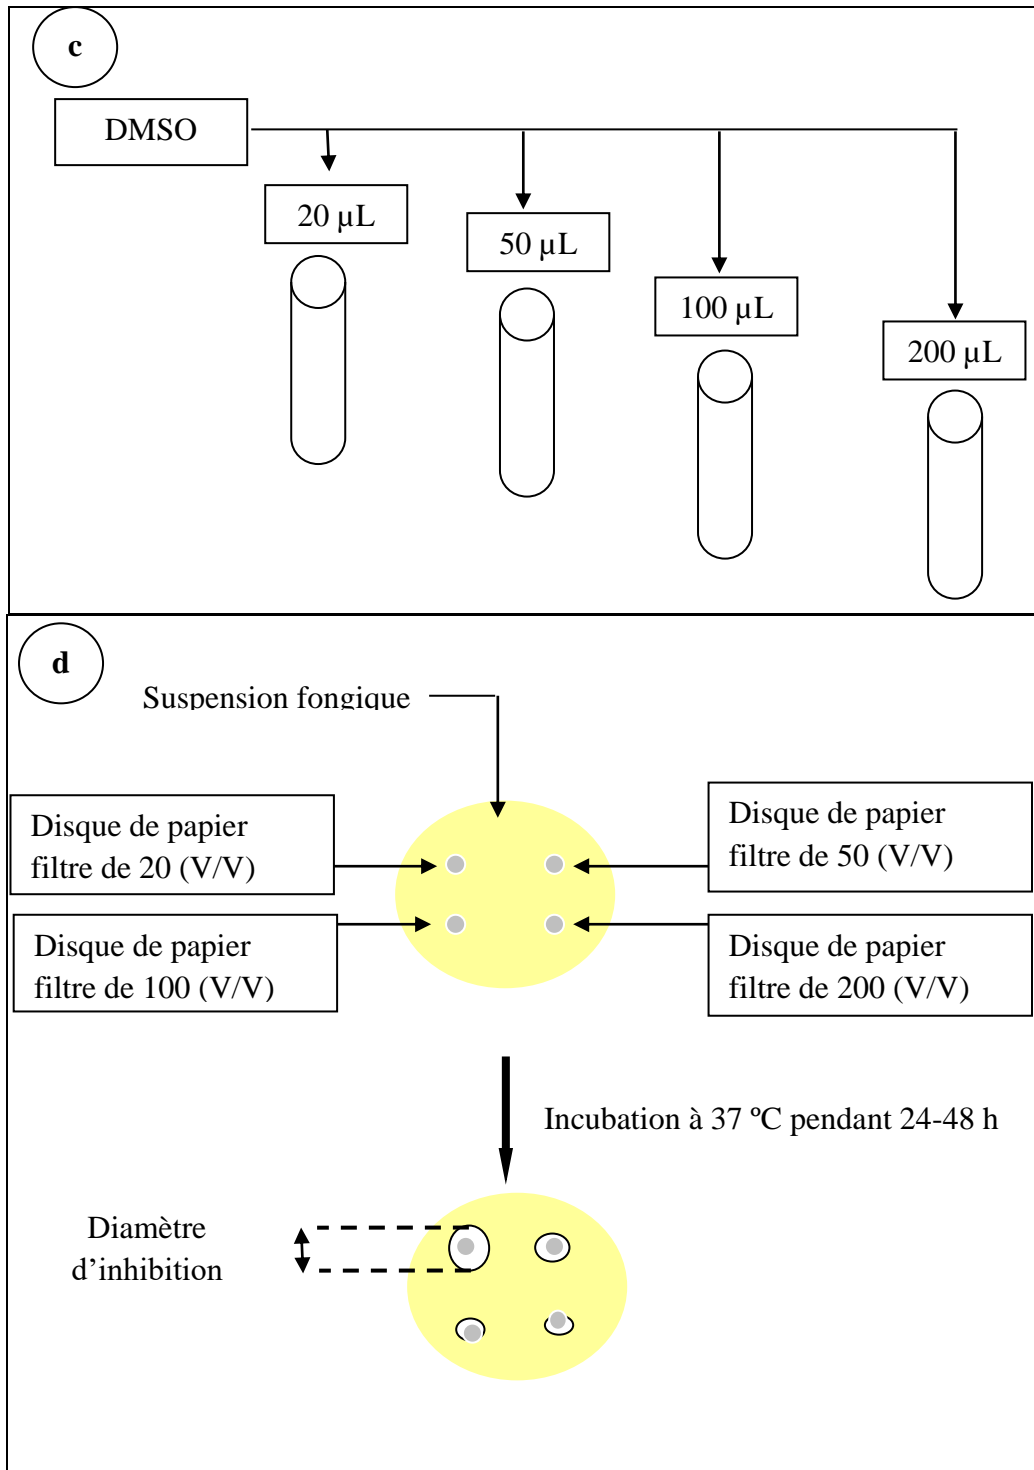 c
DMSO
20 µL
50 µL
100 µL
200 µL
d
Suspension fongique
Disque de papier
filtre de 20 (V/V)
Disque de papier
filtre de 50 (V/V)
Disque de papier
filtre de 100 (V/V)
Disque de papier
filtre de 200 (V/V)
Incubation à 37 ºC pendant 24-48 h
Diamètre
d’inhibition